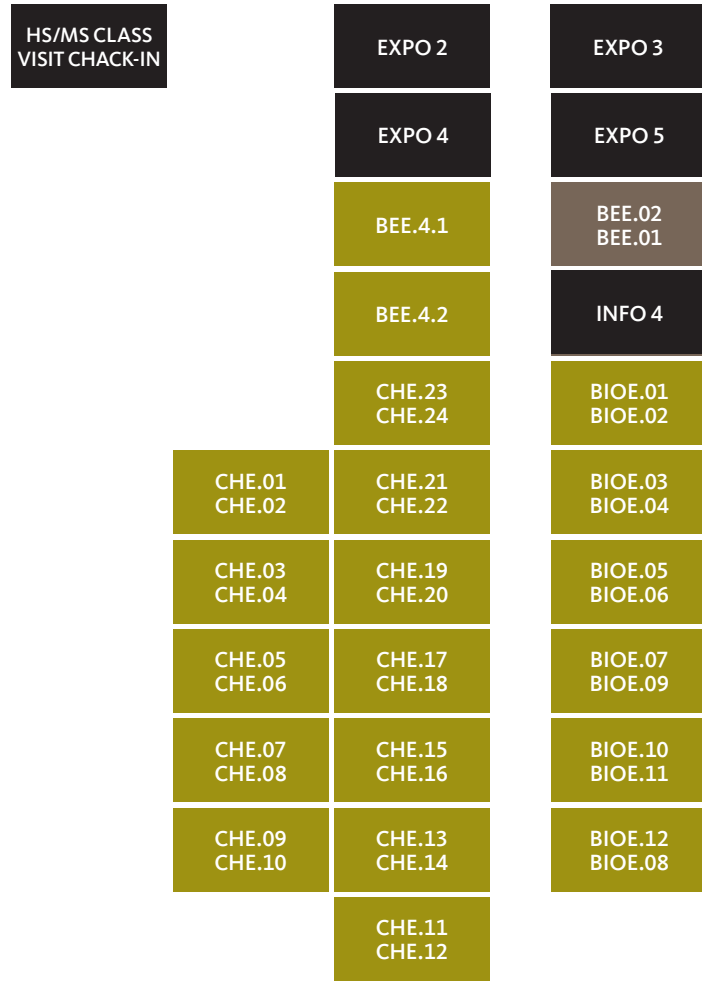 HS/MS CLASS
VISIT CHACK-IN
EXPO 2
EXPO 3
EXPO 4
EXPO 5
BEE.4.1
BEE.02
BEE.01
BEE.4.2
INFO 4
CHE.23
CHE.24
BIOE.01
BIOE.02
CHE.01
CHE.02
CHE.21
CHE.22
BIOE.03
BIOE.04
CHE.03
CHE.04
CHE.19
CHE.20
BIOE.05
BIOE.06
CHE.05
CHE.06
CHE.17
CHE.18
BIOE.07
BIOE.09
CHE.07
CHE.08
CHE.15
CHE.16
BIOE.10
BIOE.11
CHE.09
CHE.10
CHE.13
CHE.14
BIOE.12
BIOE.08
CHE.11
CHE.12